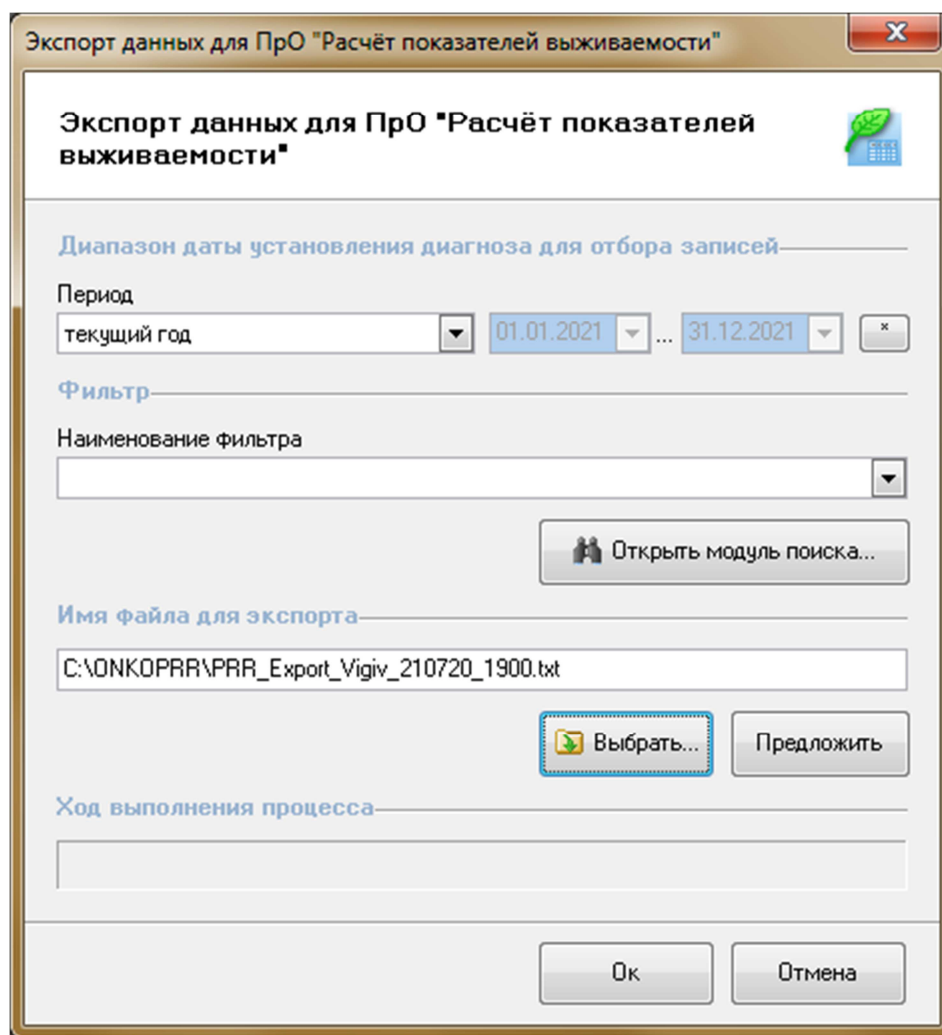 Экспорт данных для ПрО "Расчёт показателей выживаемости"
Экспорт данных для ПрО "Расчёт показателей
выживаемости"
Диапазон даты установления диагноза для отбора записей
Период
текущий год 01.01.2021 ... 31.12.2021 *
Фильтр
Наименование фильтра
Открыть модуль поиска...
Имя файла для экспорта
C:\ONKOPRR\PRR_Export_Vigiv_210720_1900.txt
Выбрать... Предложить
Ход выполнения процесса
Ок Отмена